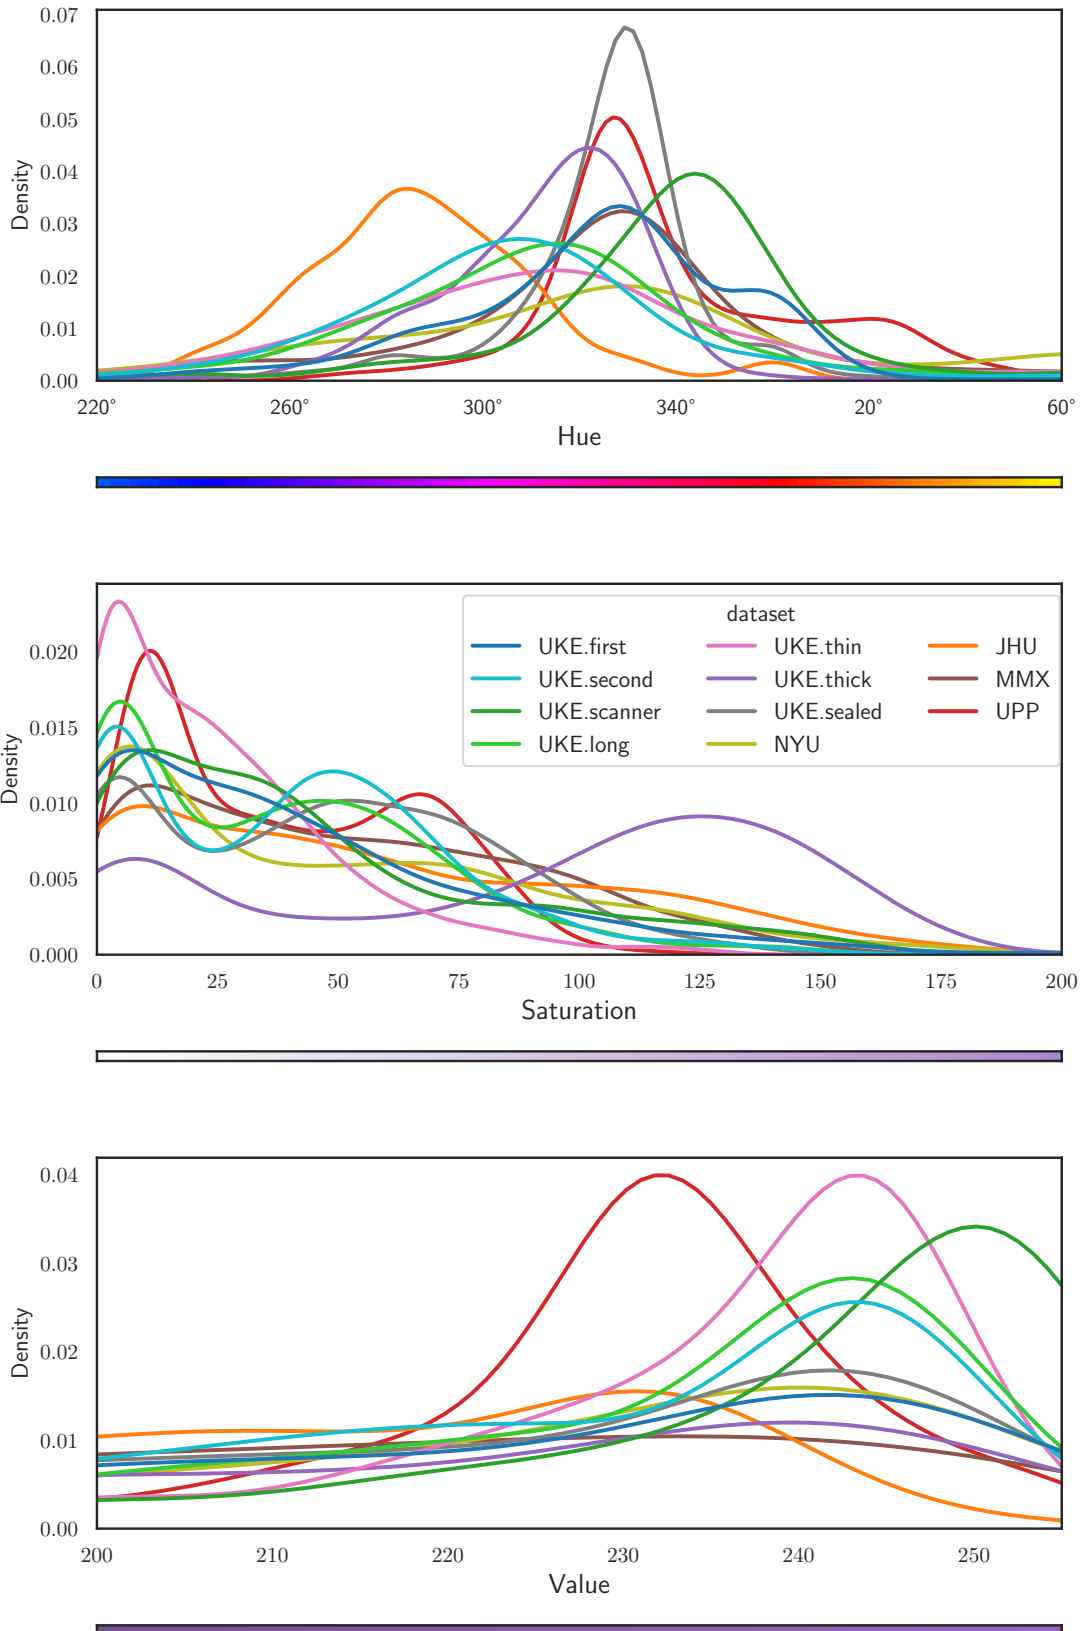 0.07
0.06
0.05
0.04
0.03
0.02
0.01
0.00
Density
220° 260° 300° 340° 20° 60°
Hue
dataset
UKE.first UKE.thin JHU
UKE.second UKE.thick MMX
UKE.scanner UKE.sealed UPP
UKE.long NYU
0.020
0.015
0.010
0.005
0.000
Density
0 25 50 75 100 125 150 175 200
Saturation
0.04
0.03
0.02
0.01
0.00
Density
200 210 220 230 240 250
Value